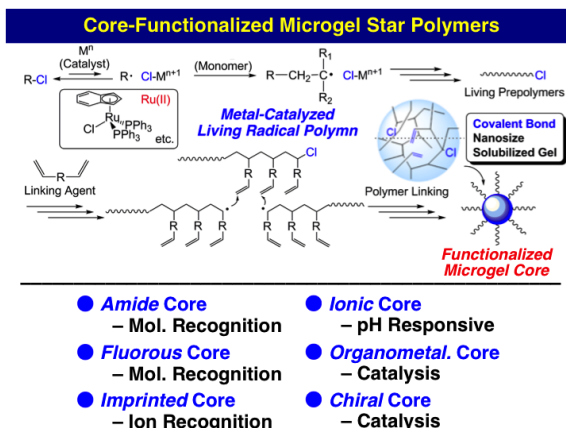 Core-Functionalized Microgel Star Polymers
Mⁿ
(Catalyst)
R-Cl
R• Cl-Mⁿ⁺¹
(Monomer)
R—CH₂—C•
R₁
R₂
Cl-Mⁿ⁺¹
Cl
Living Prepolymers
Ru(II)
Ru
Cl
PPh₃
PPh₃
etc.
Metal-Catalyzed
Living Radical Polymn
Cl
R R R
Cl
Cl
Covalent Bond
Nanosize
Solubilized Gel
R
Linking Agent
R R R
R R R
Polymer Linking
Functionalized
Microgel Core
● Amide Core
– Mol. Recognition
● Fluorous Core
– Mol. Recognition
● Imprinted Core
– Ion Recognition
● Ionic Core
– pH Responsive
● Organometal. Core
– Catalysis
● Chiral Core
– Catalysis